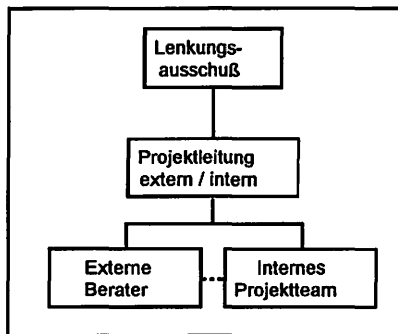 Lenkungs-
ausschuß
Projektleitung
extern / intern
Externe
Berater
Internes
Projektteam